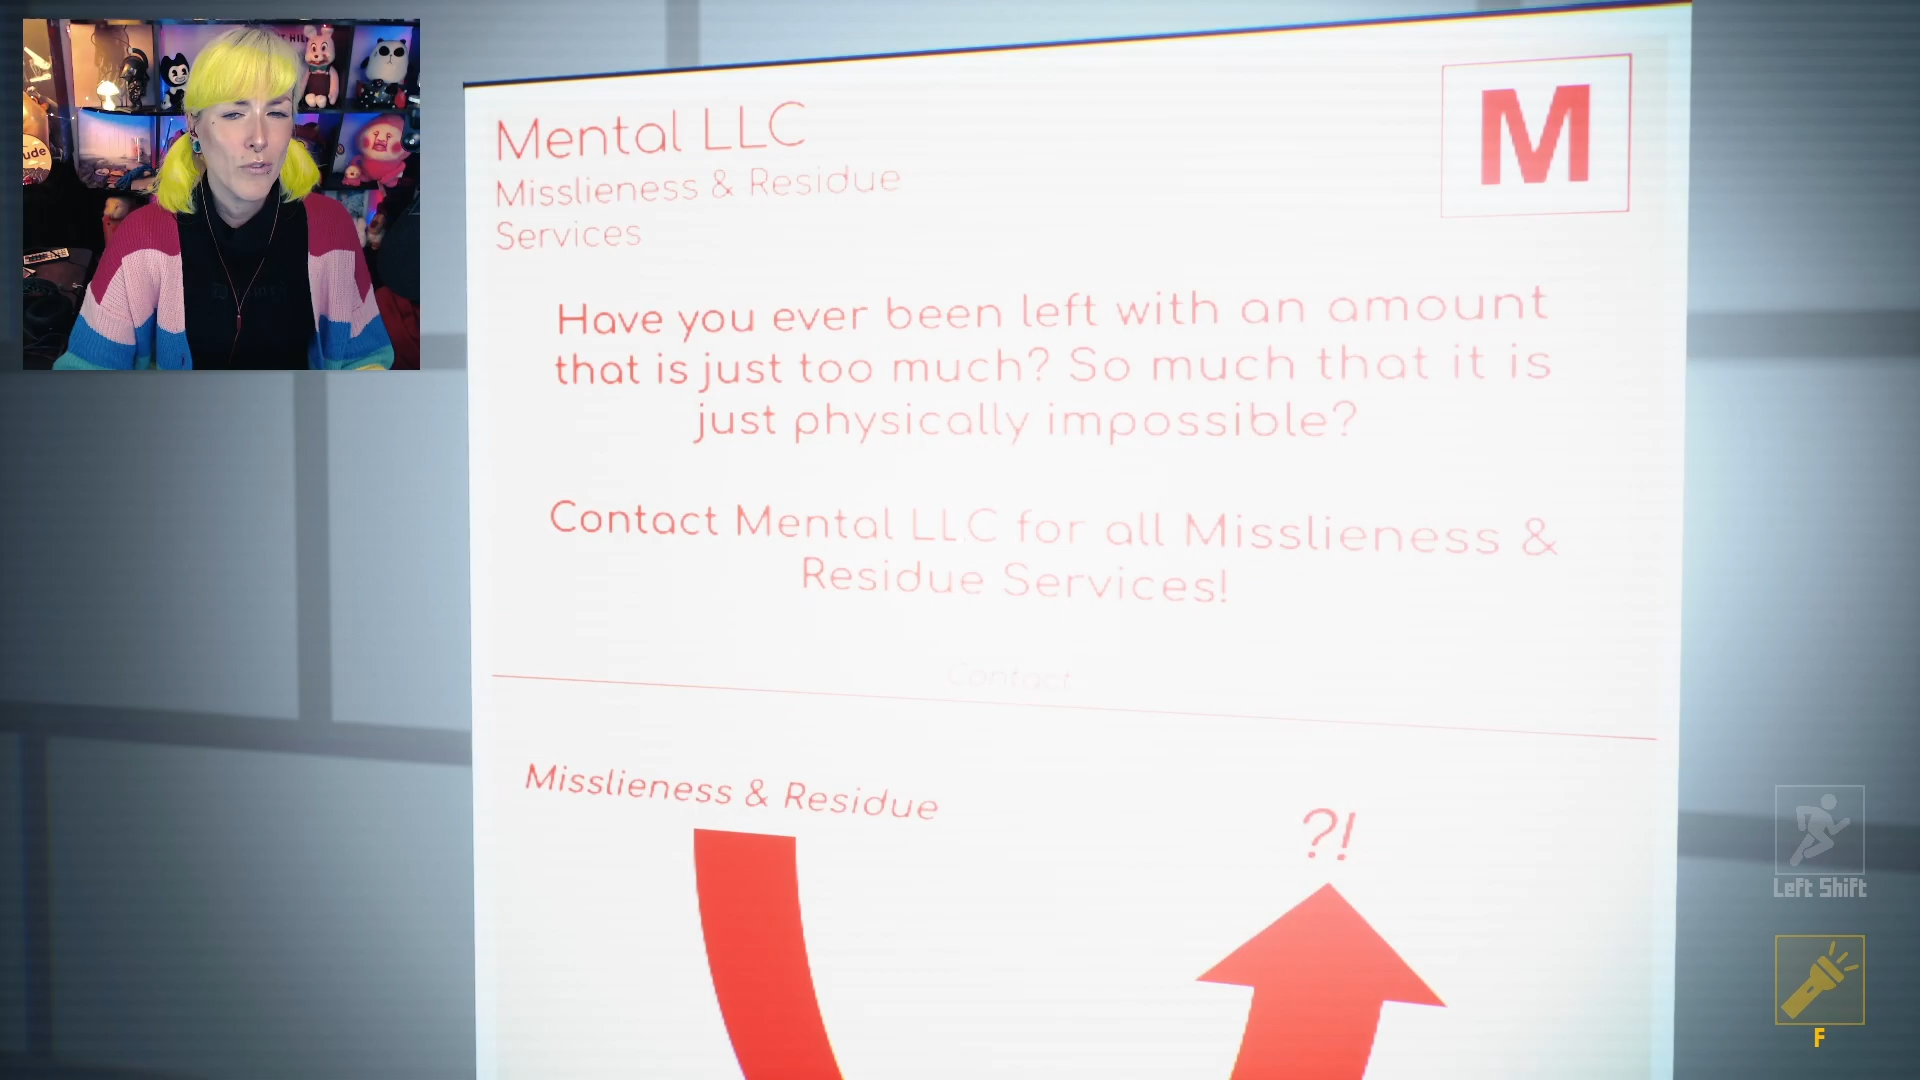 Mental LLC
Misslieness & Residue
Services
M
Have you ever been left with an amount
that is just too much? So much that it is
just physically impossible?
Contact Mental LLC for all Misslieness &
Residue Services!
Contact
Misslieness & Residue
?!
Left Shift
F